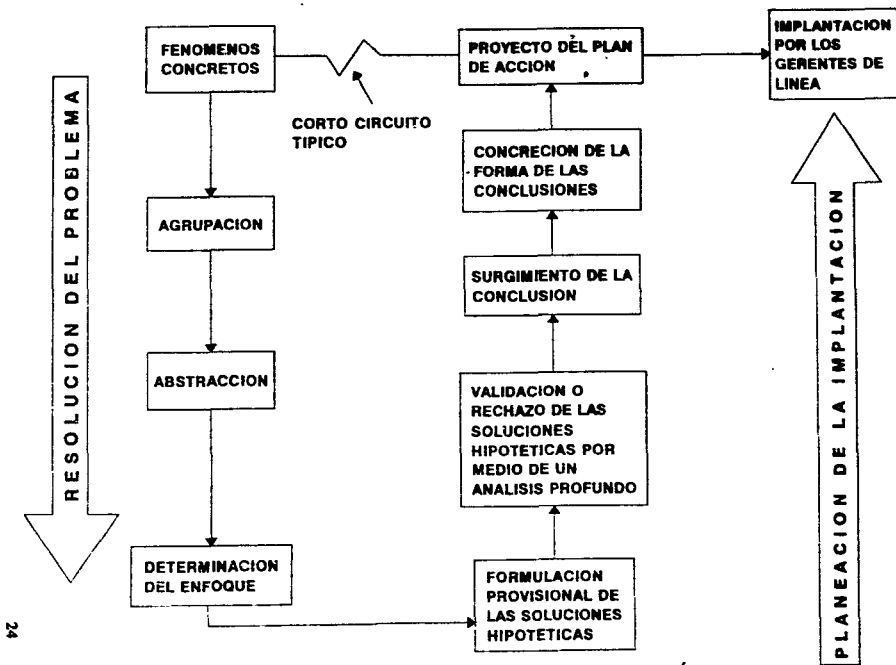 FENOMENOS
CONCRETOS
CORTO CIRCUITO
TIPICO
PROYECTO DEL PLAN
DE ACCION
IMPLANTACION
POR LOS
GERENTES DE
LINEA
RESOLUCION DEL PROBLEMA
AGRUPACION
ABSTRACCION
DETERMINACION
DEL ENFOQUE
CONCRECION DE LA
FORMA DE LAS
CONCLUSIONES
SURGIMIENTO DE LA
CONCLUSION
VALIDACION O
RECHAZO DE LAS
SOLUCIONES
HIPOTETICAS POR
MEDIO DE UN
ANALISIS PROFUNDO
FORMULACION
PROVISIONAL DE
LAS SOLUCIONES
HIPOTETICAS
PLANEACION DE LA IMPLANTACION
24